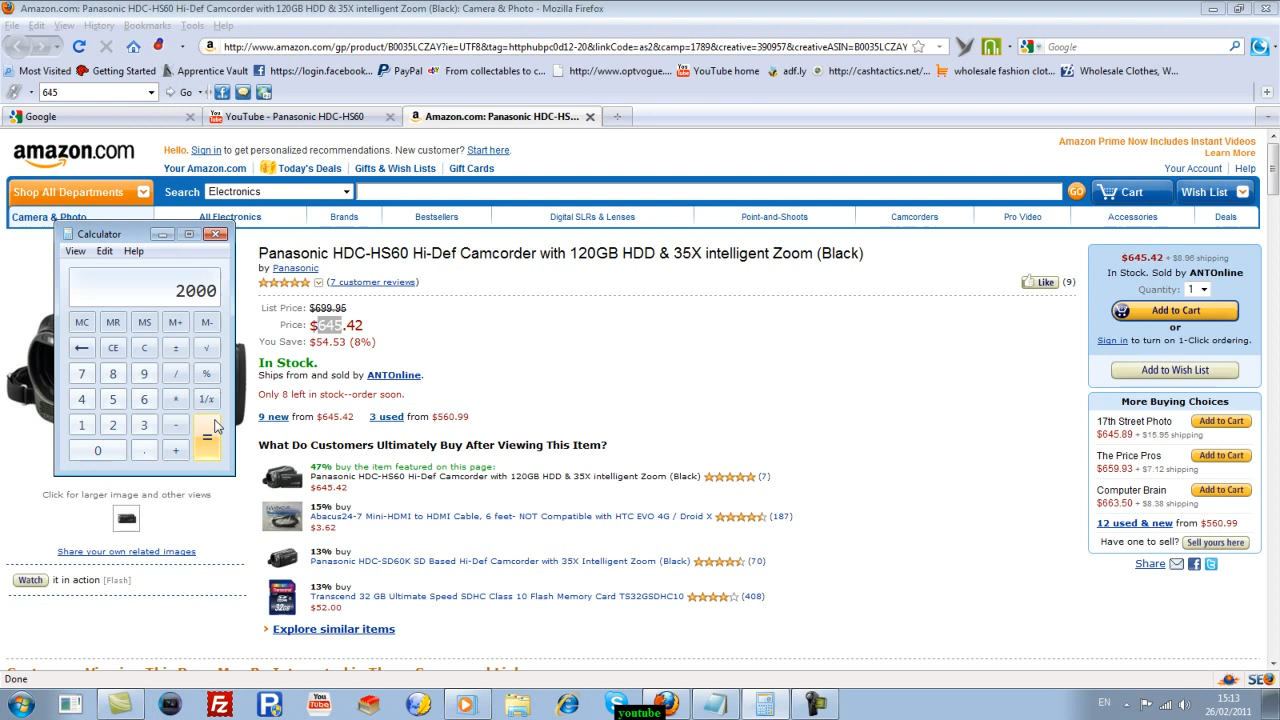 Amazon.com: Panasonic HDC-HS60 Hi-Def Camcorder with 120GB HDD & 35X intelligent Zoom (Black): Camera & Photo - Mozilla Firefox
File Edit View History Bookmarks Tools Help
http://www.amazon.com/gp/product/B0035LCZAY?ie=UTF8&tag=httphubpc0d12-20&linkCode=as2&camp=1789&creative=390957&creativeASIN=B0035LCZAY
Google
Most Visited Getting Started Apprentice Vault https://login.facebook... PayPal From collectables to c... http://www.optvogue... YouTube home adf.ly http://cashtactics.net/... wholesale fashion clot... Wholesale Clothes, W...
645 Go
Google YouTube - Panasonic HDC-HS60 Amazon.com: Panasonic HDC-HS...
amazon.com
Hello. Sign in to get personalized recommendations. New customer? Start here.
Amazon Prime Now Includes Instant Videos
Learn More
Your Amazon.com Today's Deals Gifts & Wish Lists Gift Cards Your Account Help
Shop All Departments Search Electronics GO Cart Wish List
Camera & Photo All Electronics Brands Bestsellers Digital SLRs & Lenses Point-and-Shoots Camcorders Pro Video Accessories Deals
Calculator
View Edit Help
2000
MC MR MS M+ M-
← CE C ± √
7 8 9 / %
4 5 6 * 1/x
1 2 3 - =
0 . +
Click for larger image and other views
Share your own related images
Watch it in action [Flash]
Panasonic HDC-HS60 Hi-Def Camcorder with 120GB HDD & 35X intelligent Zoom (Black)
by Panasonic
(7 customer reviews)
Like (9)
List Price: $699.95
Price: $645.42
You Save: $54.53 (8%)
In Stock.
Ships from and sold by ANTOnline.
Only 8 left in stock--order soon.
9 new from $645.42 3 used from $560.99
What Do Customers Ultimately Buy After Viewing This Item?
47% buy the item featured on this page:
Panasonic HDC-HS60 Hi-Def Camcorder with 120GB HDD & 35X intelligent Zoom (Black) (7)
$645.42
15% buy
Abacus24-7 Mini-HDMI to HDMI Cable, 6 feet- NOT Compatible with HTC EVO 4G / Droid X (187)
$3.62
13% buy
Panasonic HDC-SD60K SD Based Hi-Def Camcorder with 35X Intelligent Zoom (Black) (70)
13% buy
Transcend 32 GB Ultimate Speed SDHC Class 10 Flash Memory Card TS32GSDHC10 (408)
$52.00
Explore similar items
$645.42 + $8.96 shipping
In Stock. Sold by ANTOnline
Quantity: 1
Add to Cart
or
Sign in to turn on 1-Click ordering.
Add to Wish List
More Buying Choices
17th Street Photo Add to Cart
$645.89 + $15.95 shipping
The Price Pros Add to Cart
$659.93 + $7.12 shipping
Computer Brain Add to Cart
$663.50 + $8.38 shipping
12 used & new from $560.99
Have one to sell? Sell yours here
Share
Done
SEO
EN
15:13
26/02/2011
youtube